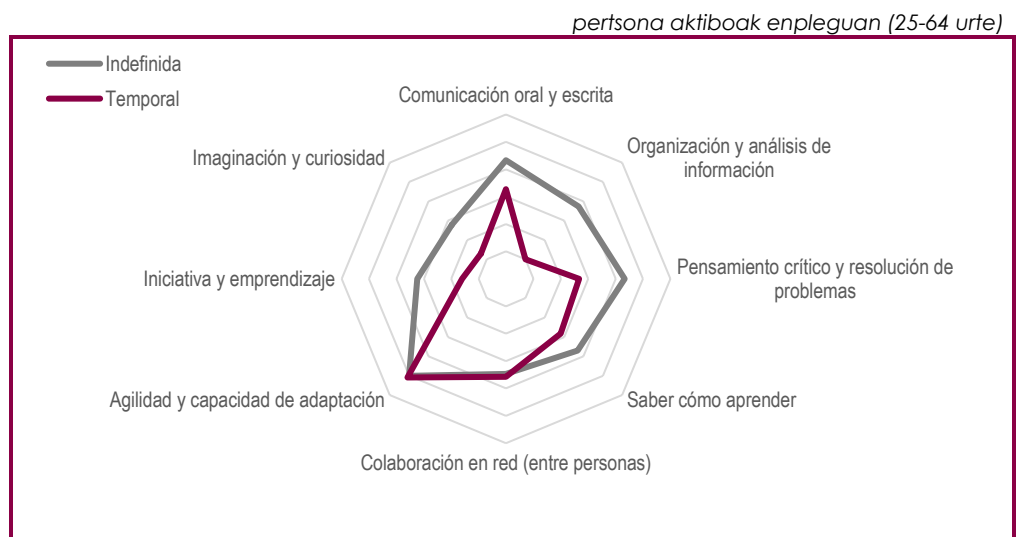 pertsona aktiboak enpleguan (25-64 urte)
Indefinida
Temporal
Comunicación oral y escrita
Organización y análisis de
información
Pensamiento crítico y resolución de
problemas
Saber cómo aprender
Colaboración en red (entre personas)
Agilidad y capacidad de adaptación
Iniciativa y emprendizaje
Imaginación y curiosidad